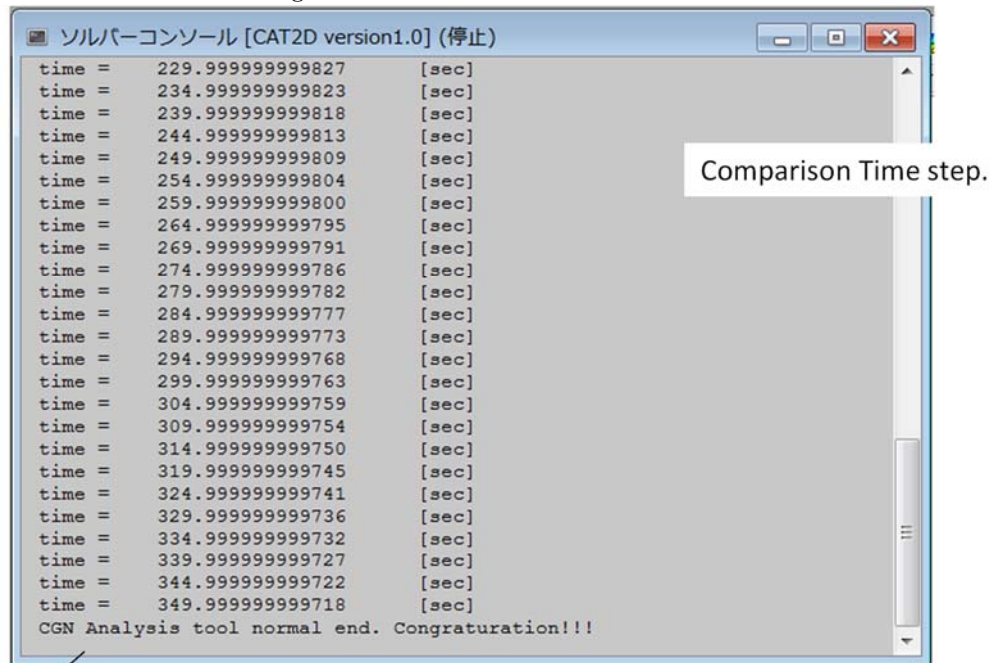 ソルバーコンソール [CAT2D version1.0] (停止)
time = 229.999999999827 [sec]
time = 234.999999999823 [sec]
time = 239.999999999818 [sec]
time = 244.999999999813 [sec]
time = 249.999999999809 [sec]
time = 254.999999999804 [sec]
time = 259.999999999800 [sec]
time = 264.999999999795 [sec]
time = 269.999999999791 [sec]
time = 274.999999999786 [sec]
time = 279.999999999782 [sec]
time = 284.999999999777 [sec]
time = 289.999999999773 [sec]
time = 294.999999999768 [sec]
time = 299.999999999763 [sec]
time = 304.999999999759 [sec]
time = 309.999999999754 [sec]
time = 314.999999999750 [sec]
time = 319.999999999745 [sec]
time = 324.999999999741 [sec]
time = 329.999999999736 [sec]
time = 334.999999999732 [sec]
time = 339.999999999727 [sec]
time = 344.999999999722 [sec]
time = 349.999999999718 [sec]
CGN Analysis tool normal end. Congraturation!!!
Comparison Time step.